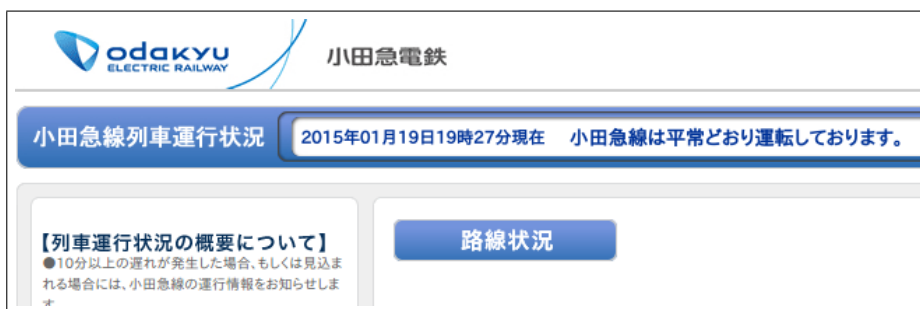 odakyu
ELECTRIC RAILWAY
小田急電鉄
小田急線列車運行状況
2015年01月19日19時27分現在 小田急線は平常どおり運転しております。
【列車運行状況の概要について】
●10分以上の遅れが発生した場合、もしくは見込ま
れる場合には、小田急線の運行情報をお知らせしま
す
路線状況